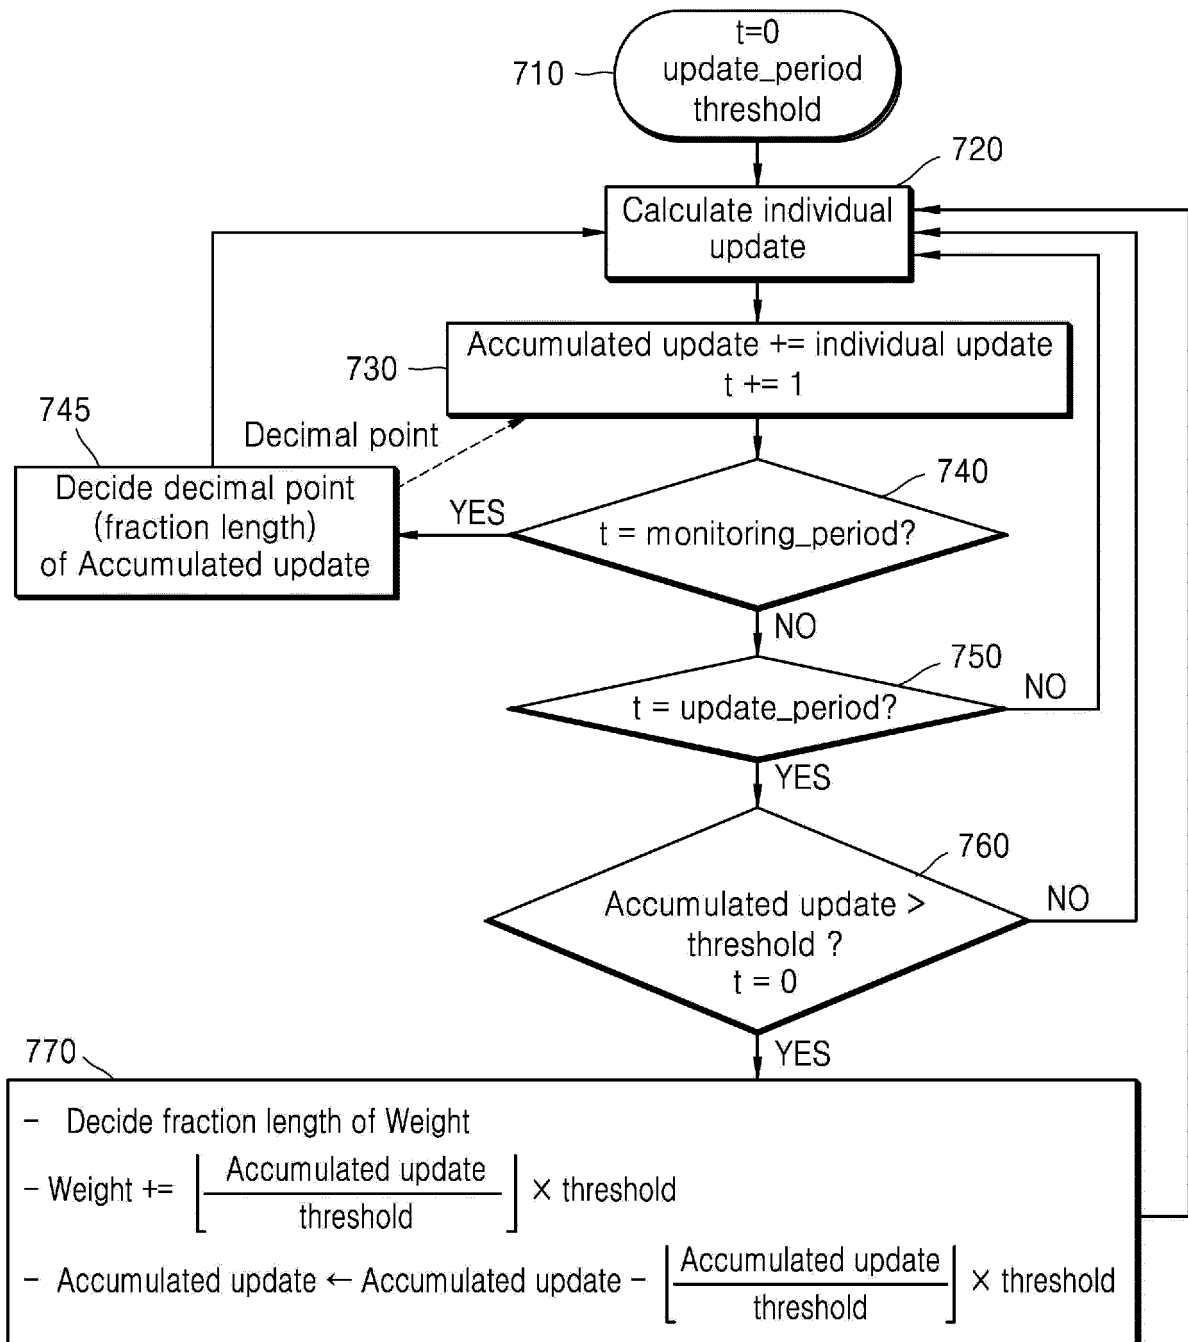 t=0
710
update_period
threshold
720
Calculate individual
update
Accumulated update += individual update
730
t += 1
745
Decimal point
Decide decimal point
(fraction length)
of Accumulated update
YES
740
t = monitoring_period?
NO
750
t = update_period?
NO
YES
760
Accumulated update >
threshold ?
t = 0
NO
YES
770
– Decide fraction length of Weight
– Weight += ⌊Accumulated update / threshold⌋ × threshold
– Accumulated update ← Accumulated update – ⌊Accumulated update / threshold⌋ × threshold